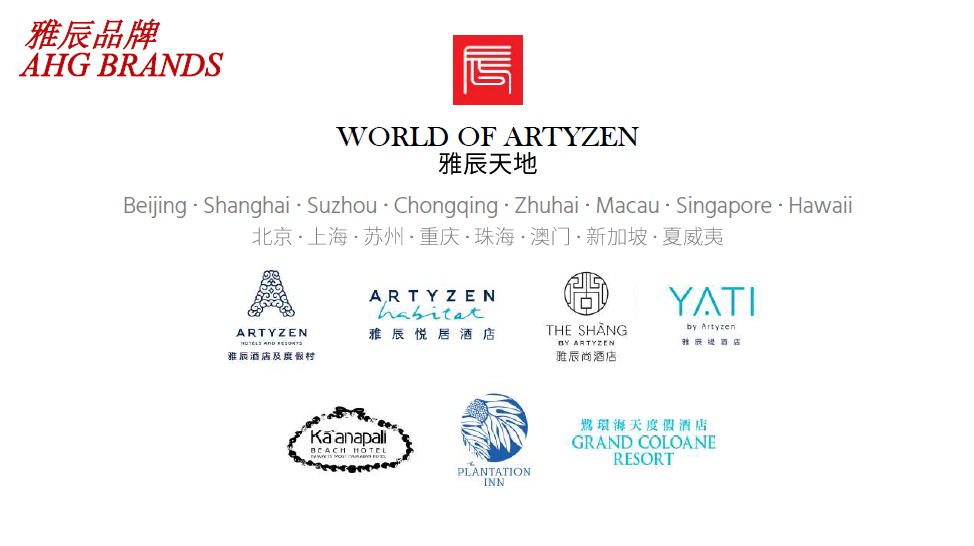 雅辰品牌
AHG BRANDS
WORLD OF ARTYZEN
雅辰天地
Beijing · Shanghai · Suzhou · Chongqing · Zhuhai · Macau · Singapore · Hawaii
北京 · 上海 · 苏州 · 重庆 · 珠海 · 澳门 · 新加坡 · 夏威夷
ARTYZEN
HOTELS AND RESORTS
雅辰酒店及度假村
ARTYZEN
habitat
雅辰悦居酒店
THE SHÀNG
BY ARTYZEN
雅辰尚酒店
YATI
by Artyzen
雅辰缇酒店
Kā'anapali
BEACH HOTEL
HAWAI'I'S MOST HAWAIIAN HOTEL
the
PLANTATION
INN
鷺環海天度假酒店
GRAND COLOANE
RESORT